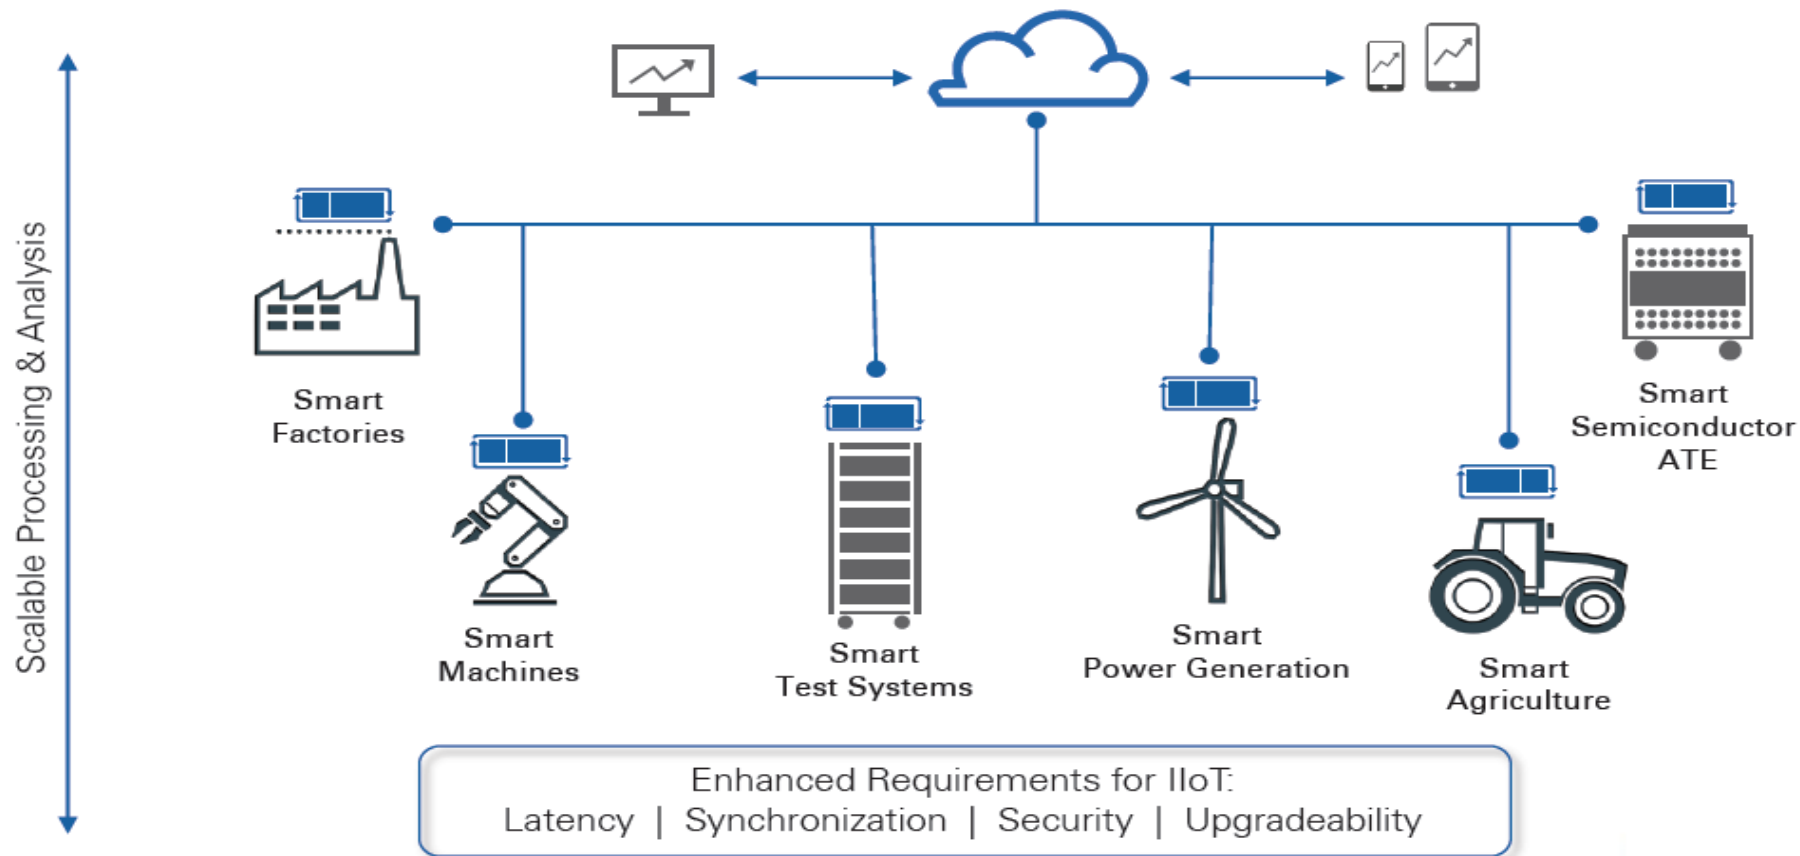 Scalable Processing & Analysis
Smart
Factories
Smart
Machines
Smart
Test Systems
Smart
Power Generation
Smart
Agriculture
Smart
Semiconductor
ATE
Enhanced Requirements for IIoT:
Latency | Synchronization | Security | Upgradeability